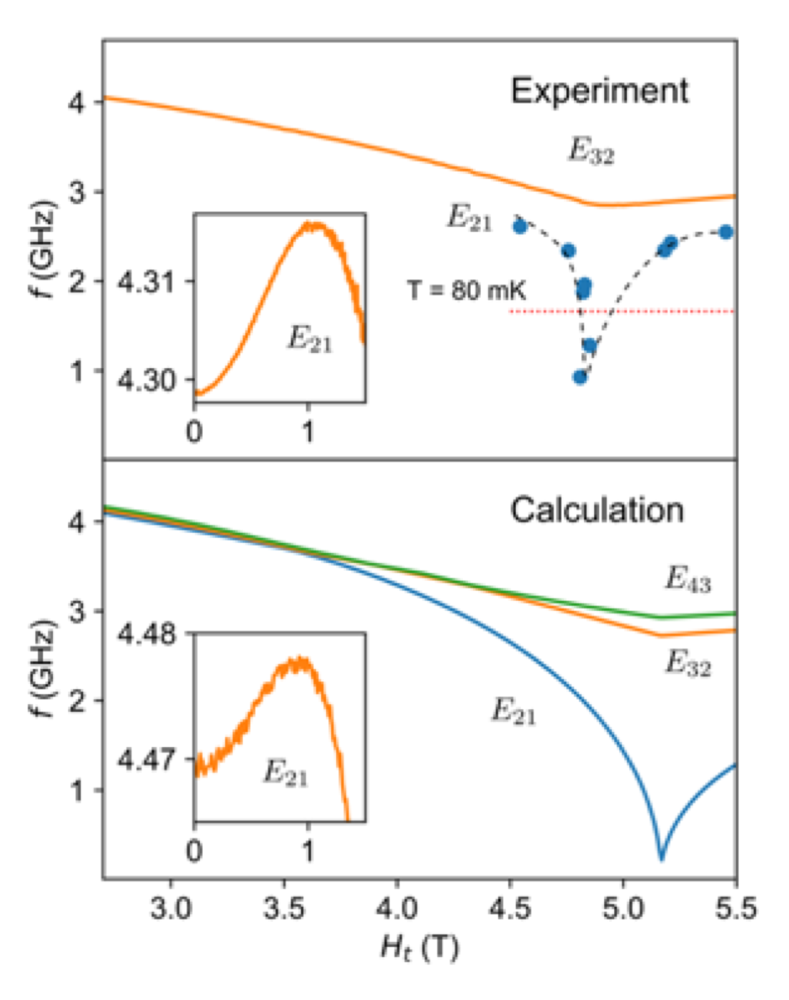 Experiment
4
E₃₂
3
E₂₁
f (GHz)
4.31
2
T = 80 mK
E₂₁
1
4.30
0 1
Calculation
4
E₄₃
3
4.48
E₃₂
f (GHz)
2
E₂₁
4.47
E₂₁
1
0 1
3.0 3.5 4.0 4.5 5.0 5.5
Hₜ (T)